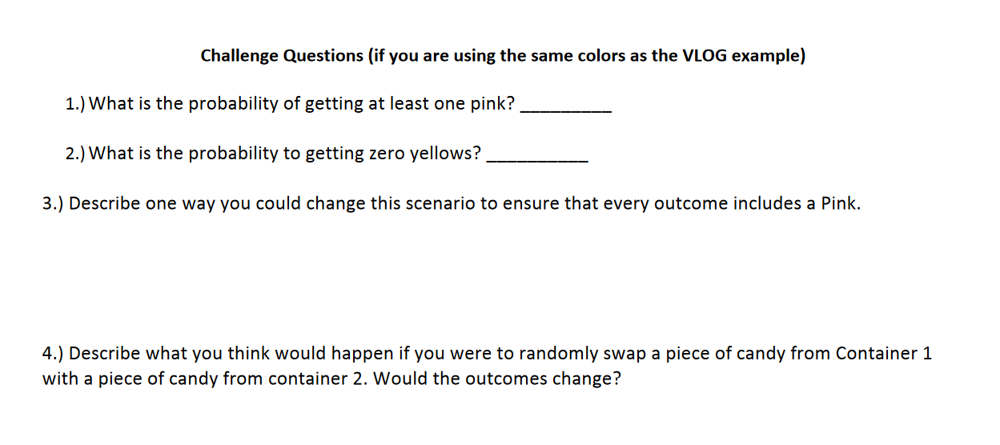 Challenge Questions (if you are using the same colors as the VLOG example)
1.) What is the probability of getting at least one pink? _________
2.) What is the probability to getting zero yellows? __________
3.) Describe one way you could change this scenario to ensure that every outcome includes a Pink.
4.) Describe what you think would happen if you were to randomly swap a piece of candy from Container 1
with a piece of candy from container 2. Would the outcomes change?